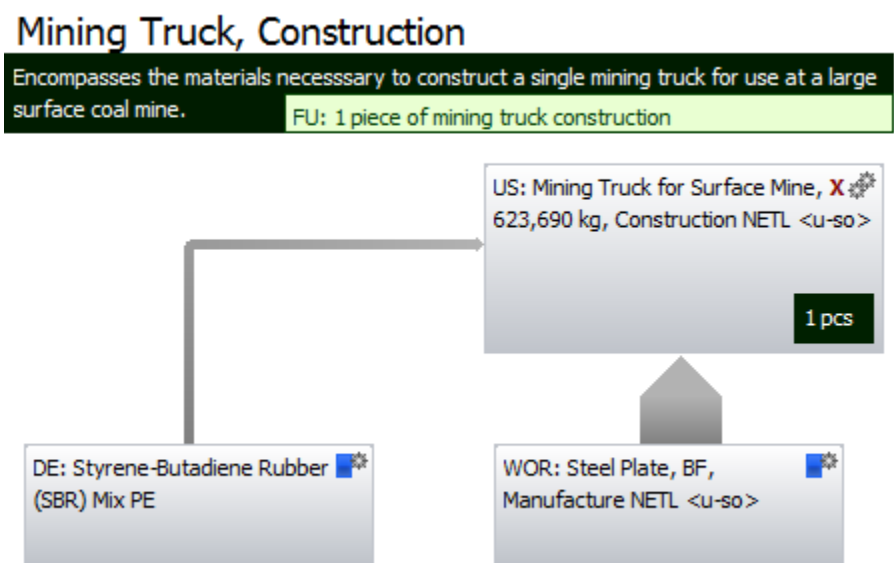 Mining Truck, Construction
Encompasses the materials necesssary to construct a single mining truck for use at a large
surface coal mine.
FU: 1 piece of mining truck construction
US: Mining Truck for Surface Mine, X
623,690 kg, Construction NETL <u-so>
1 pcs
DE: Styrene-Butadiene Rubber
(SBR) Mix PE
WOR: Steel Plate, BF,
Manufacture NETL <u-so>